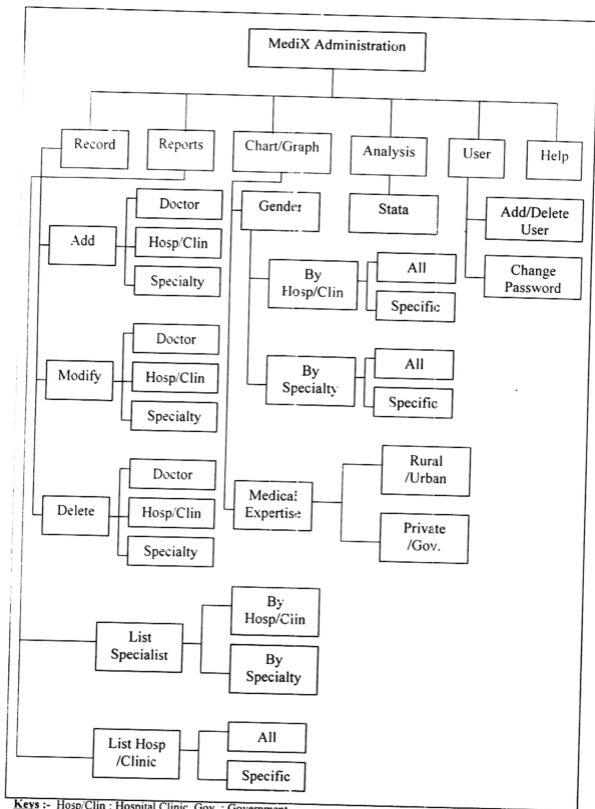 MediX Administration
Record
Reports
Chart/Graph
Analysis
User
Help
Add
Doctor
Hosp/Clin
Specialty
Modify
Doctor
Hosp/Clin
Specialty
Delete
Doctor
Hosp/Clin
Specialty
Gender
By
Hosp/Clin
All
Specific
By
Specialty
All
Specific
Medical
Expertise
Rural
/Urban
Private
/Gov.
Stata
Add/Delete
User
Change
Password
List
Specialist
By
Hosp/Clin
By
Specialty
List Hosp
/Clinic
All
Specific
Keys :- Hosp/Clin : Hospital Clinic, Gov. : Government